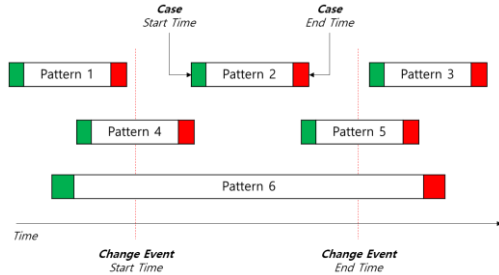 Case
Start Time
Case
End Time
Pattern 1
Pattern 2
Pattern 3
Pattern 4
Pattern 5
Pattern 6
Time
Change Event
Start Time
Change Event
End Time